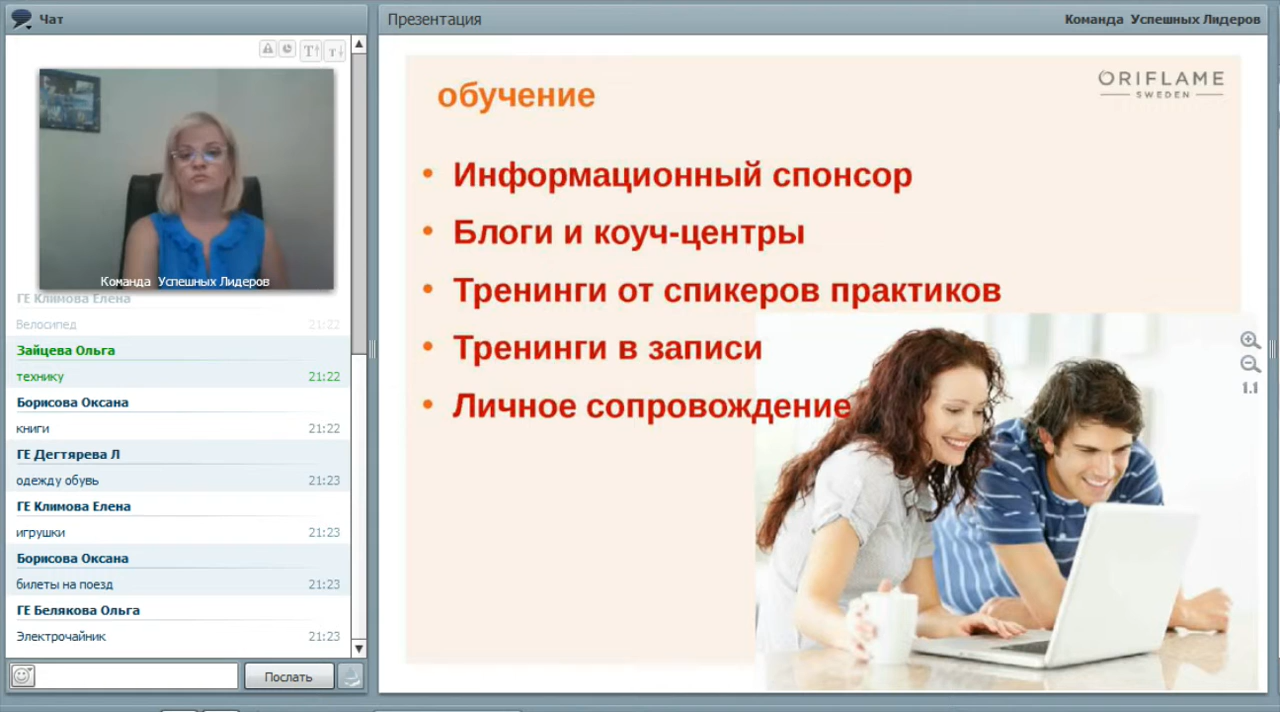 Чат
Команда Успешных Лидеров
ГЕ Климова Елена
Велосипед 21:22
Зайцева Ольга
технику 21:22
Борисова Оксана
книги 21:22
ГЕ Дегтярева Л
одежду обувь 21:23
ГЕ Климова Елена
игрушки 21:23
Борисова Оксана
билеты на поезд 21:23
ГЕ Белякова Ольга
Электрочайник 21:23
Послать
Презентация
Команда Успешных Лидеров
обучение
ORIFLAME
SWEDEN
• Информационный спонсор
• Блоги и коуч-центры
• Тренинги от спикеров практиков
• Тренинги в записи
• Личное сопровождение
1:1